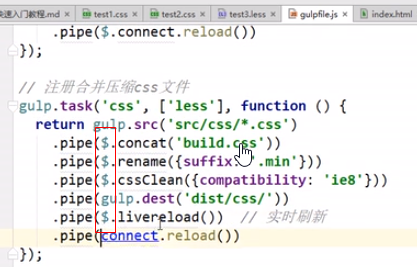 速入门教程.md test1.css test2.css test3.less gulpfile.js index.html
.pipe($.connect.reload())
});
// 注册合并压缩css文件
gulp.task('css', ['less'], function () {
return gulp.src('src/css/*.css')
.pipe($.concat('build.css'))
.pipe($.rename({suffix: '.min'}))
.pipe($.cssClean({compatibility: 'ie8'}))
.pipe(gulp.dest('dist/css/'))
.pipe($.livereload()) // 实时刷新
.pipe(connect.reload())
});